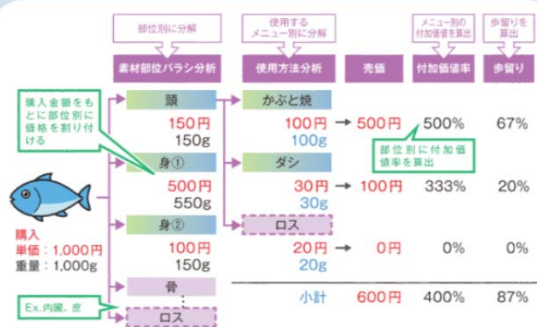 部位別に分解
使用する
メニュー別に分解
メニュー別の
付加価値を算出
歩留りを
算出
素材部位バラシ分析
使用方法分析
売価
付加価値率
歩留り
購入金額をも
とに部位別に
価格を割り付
ける
頭
かぶと焼
150円
100円
500円
500%
67%
150g
100g
部位別に付加価
値率を算出
身①
ダシ
500円
30円
100円
333%
20%
550g
30g
身②
ロス
購入
単価:1,000円
重量:1,000g
100円
20円
0円
0%
0%
150g
20g
骨
小計
600円
400%
87%
Ex.内臓、皮
ロス